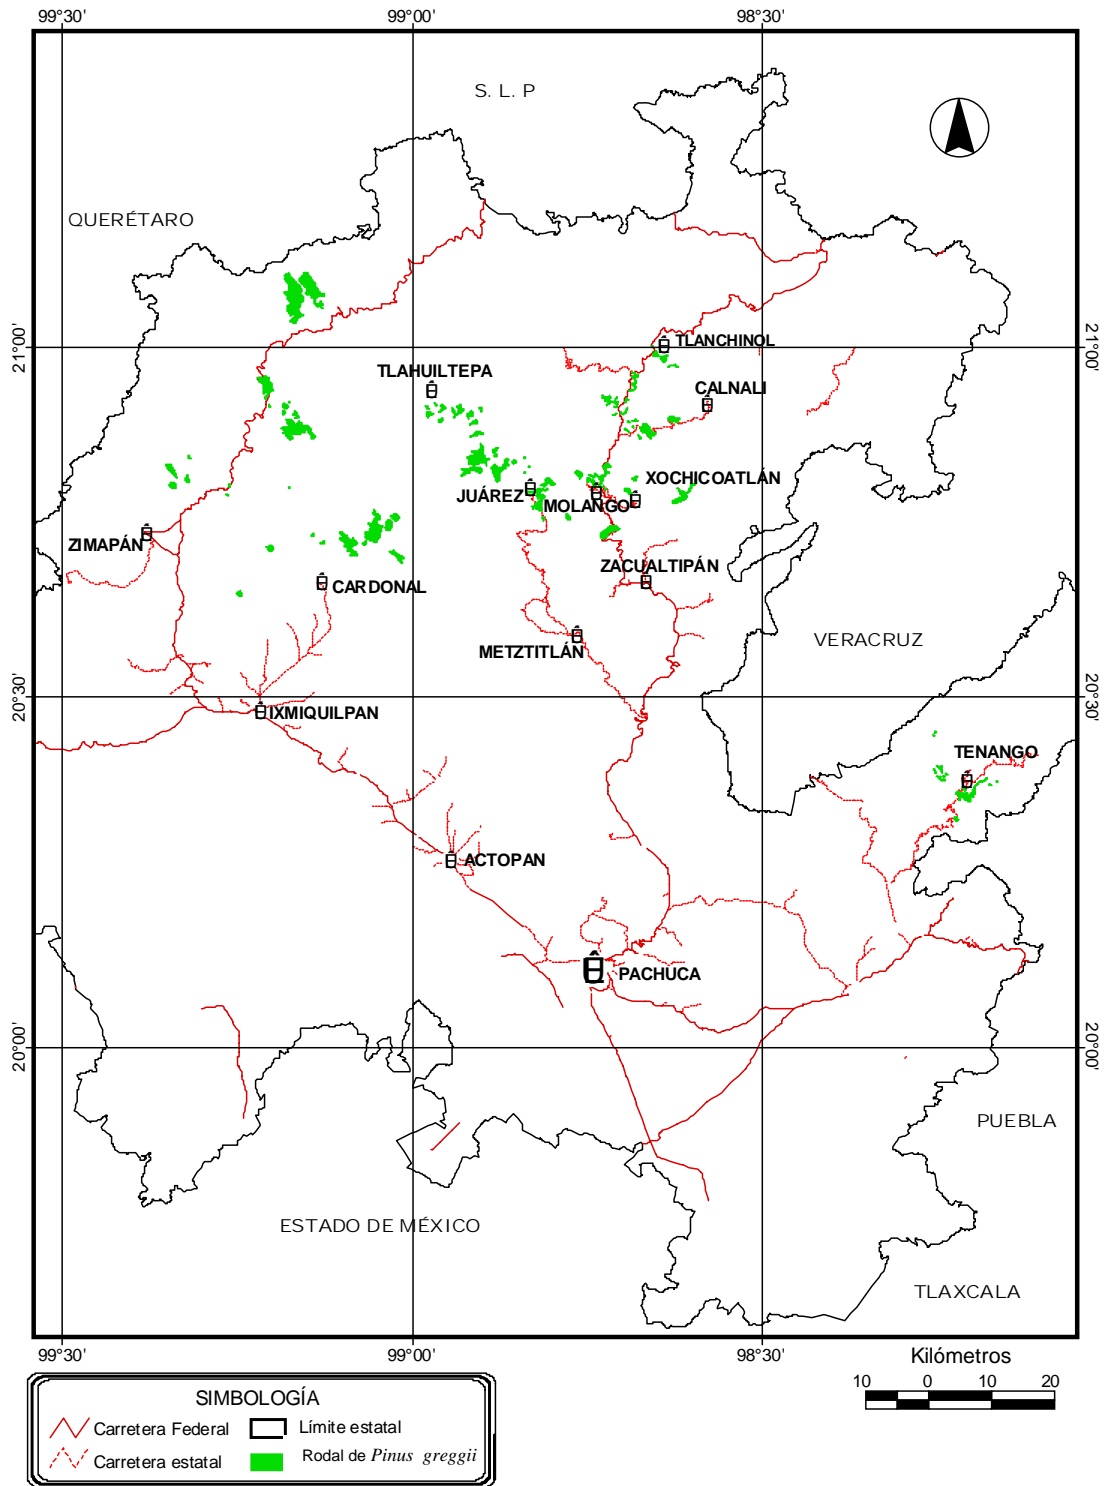 99°30'
99°00'
98°30'
S. L. P
QUERÉTARO
21°00'
21°00'
TLANCHINOL
TLAHUILTEPA
CALNALI
XOCHICOATLÁN
JUÁREZ
MOLANGO
ZIMAPÁN
ZACUALTIPÁN
CARDONAL
VERACRUZ
METZTITLÁN
20°30'
20°30'
IXMIQUILPAN
TENANGO
ACTOPAN
PACHUCA
20°00'
20°00'
PUEBLA
ESTADO DE MÉXICO
TLAXCALA
99°30'
99°00'
98°30'
Kilómetros
10 0 10 20
SIMBOLOGÍA
Carretera Federal
Límite estatal
Carretera estatal
Rodal de Pinus greggii